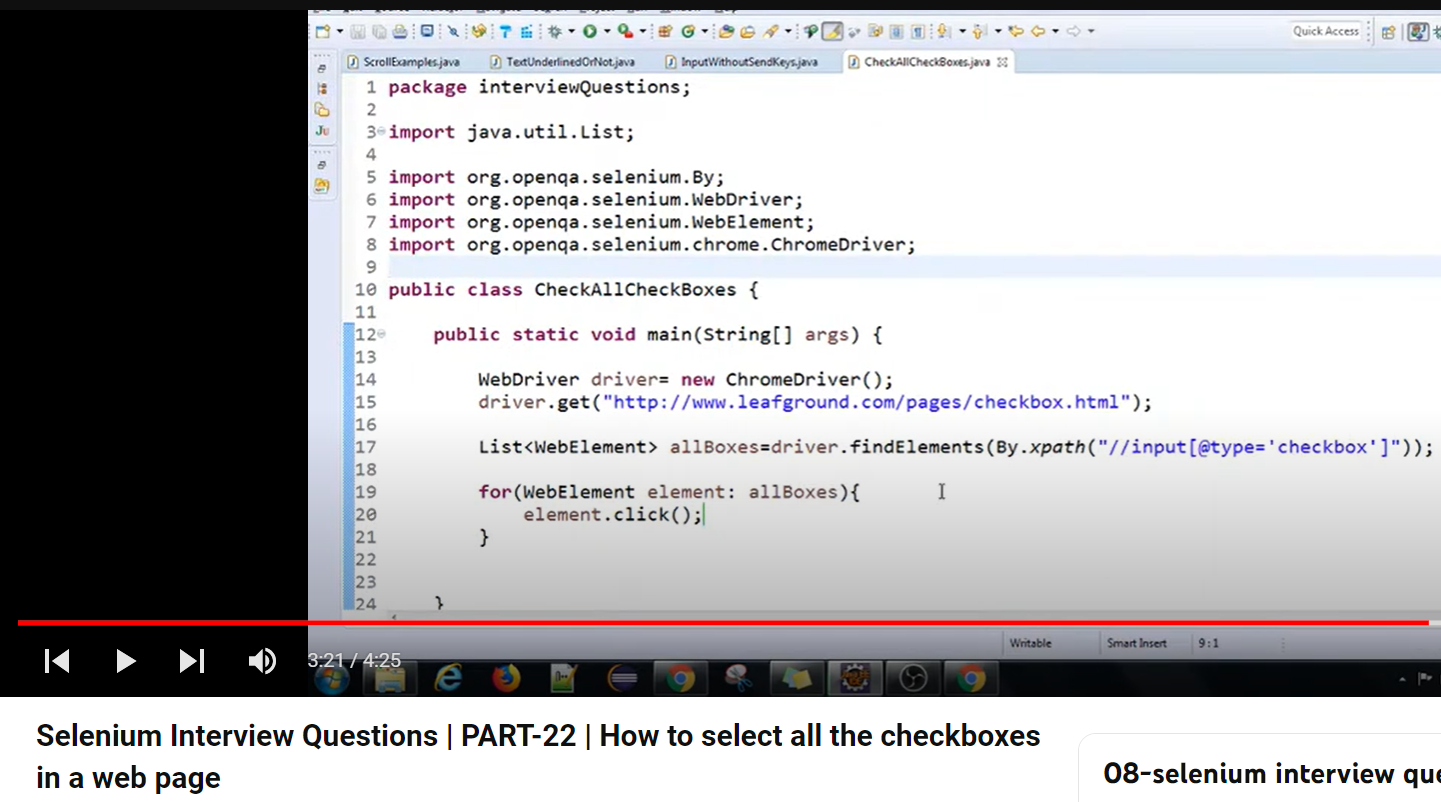 Quick Access
ScrollExamples.java TextUnderlinedOrNot.java InputWithoutSendKeys.java CheckAllCheckBoxes.java
1 package interviewQuestions;
2
3 import java.util.List;
4
5 import org.openqa.selenium.By;
6 import org.openqa.selenium.WebDriver;
7 import org.openqa.selenium.WebElement;
8 import org.openqa.selenium.chrome.ChromeDriver;
9
10 public class CheckAllCheckBoxes {
11
12 public static void main(String[] args) {
13
14 WebDriver driver= new ChromeDriver();
15 driver.get("http://www.leafground.com/pages/checkbox.html");
16
17 List<WebElement> allBoxes=driver.findElements(By.xpath("//input[@type='checkbox']"));
18
19 for(WebElement element: allBoxes){
20 element.click();
21 }
22
23
24 }
Writable Smart Insert 9:1
3:21 / 4:25
Selenium Interview Questions | PART-22 | How to select all the checkboxes
in a web page
08-selenium interview que